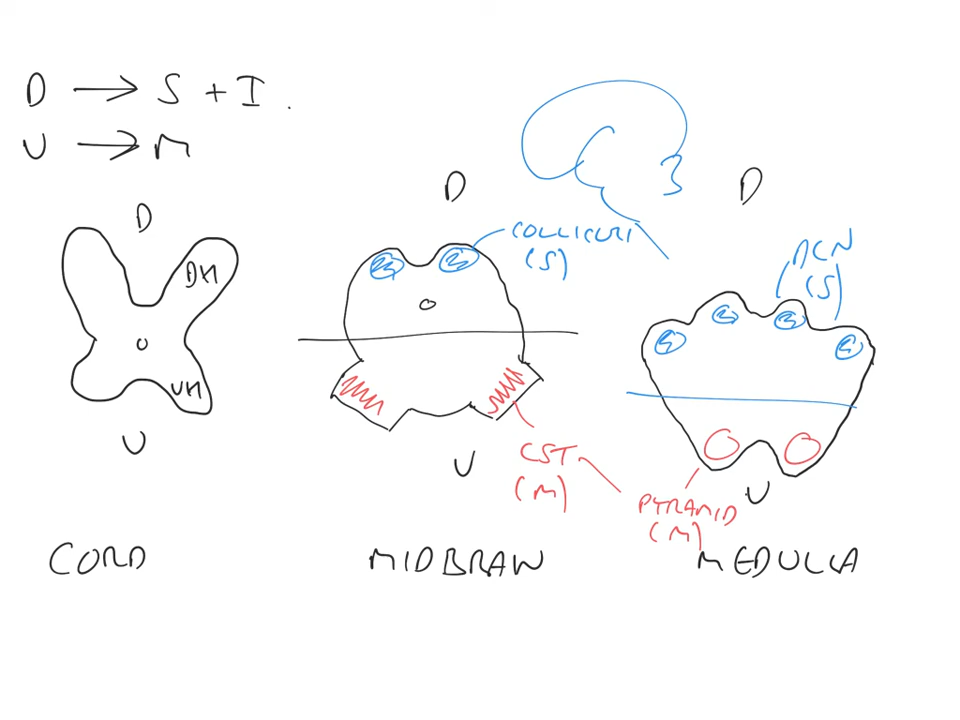 D → S + I.
V → M
D
DH
VH
V
CORD
D
COLLICULI
(S)
V
CST
(M)
MIDBRAIN
D
DCN
(S)
V
PYRAMID
(M)
MEDULLA